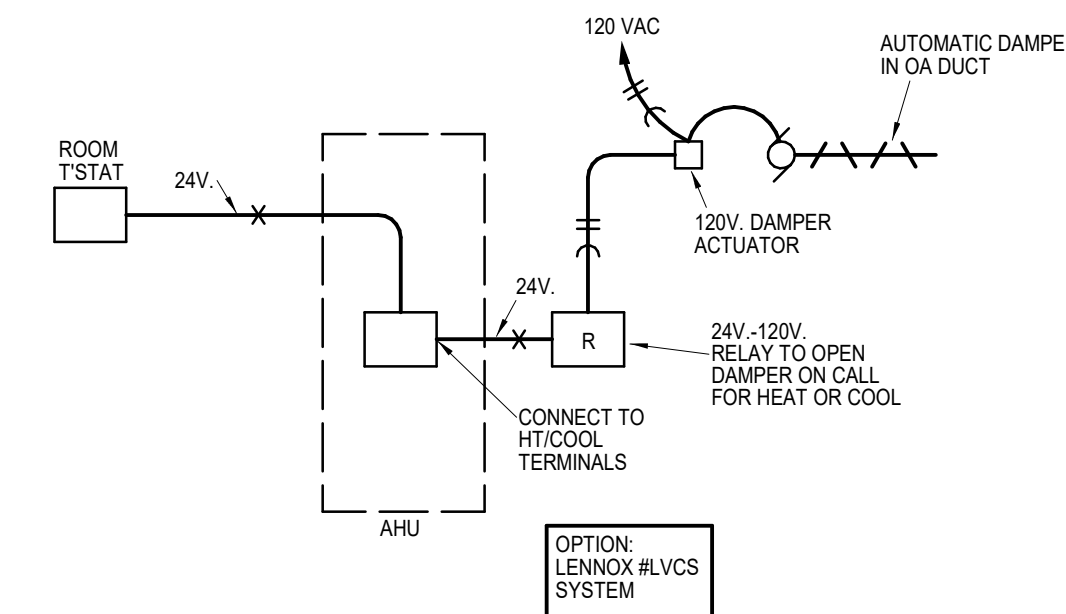 120 VAC
AUTOMATIC DAMPE
IN OA DUCT
ROOM
T'STAT
24V.
120V. DAMPER
ACTUATOR
24V.
R
24V.-120V.
RELAY TO OPEN
DAMPER ON CALL
FOR HEAT OR COOL
CONNECT TO
HT/COOL
TERMINALS
AHU
OPTION:
LENNOX #LVCS
SYSTEM